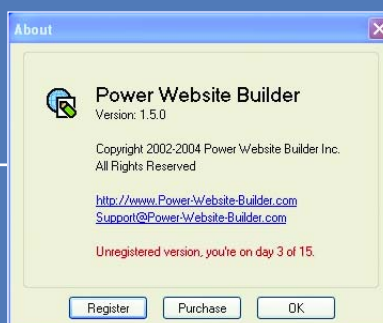 About
Power Website Builder
Version: 1.5.0
Copyright 2002-2004 Power Website Builder Inc.
All Rights Reserved
http://www.Power-Website-Builder.com
Support@Power-Website-Builder.com
Unregistered version, you're on day 3 of 15.
Register
Purchase
OK